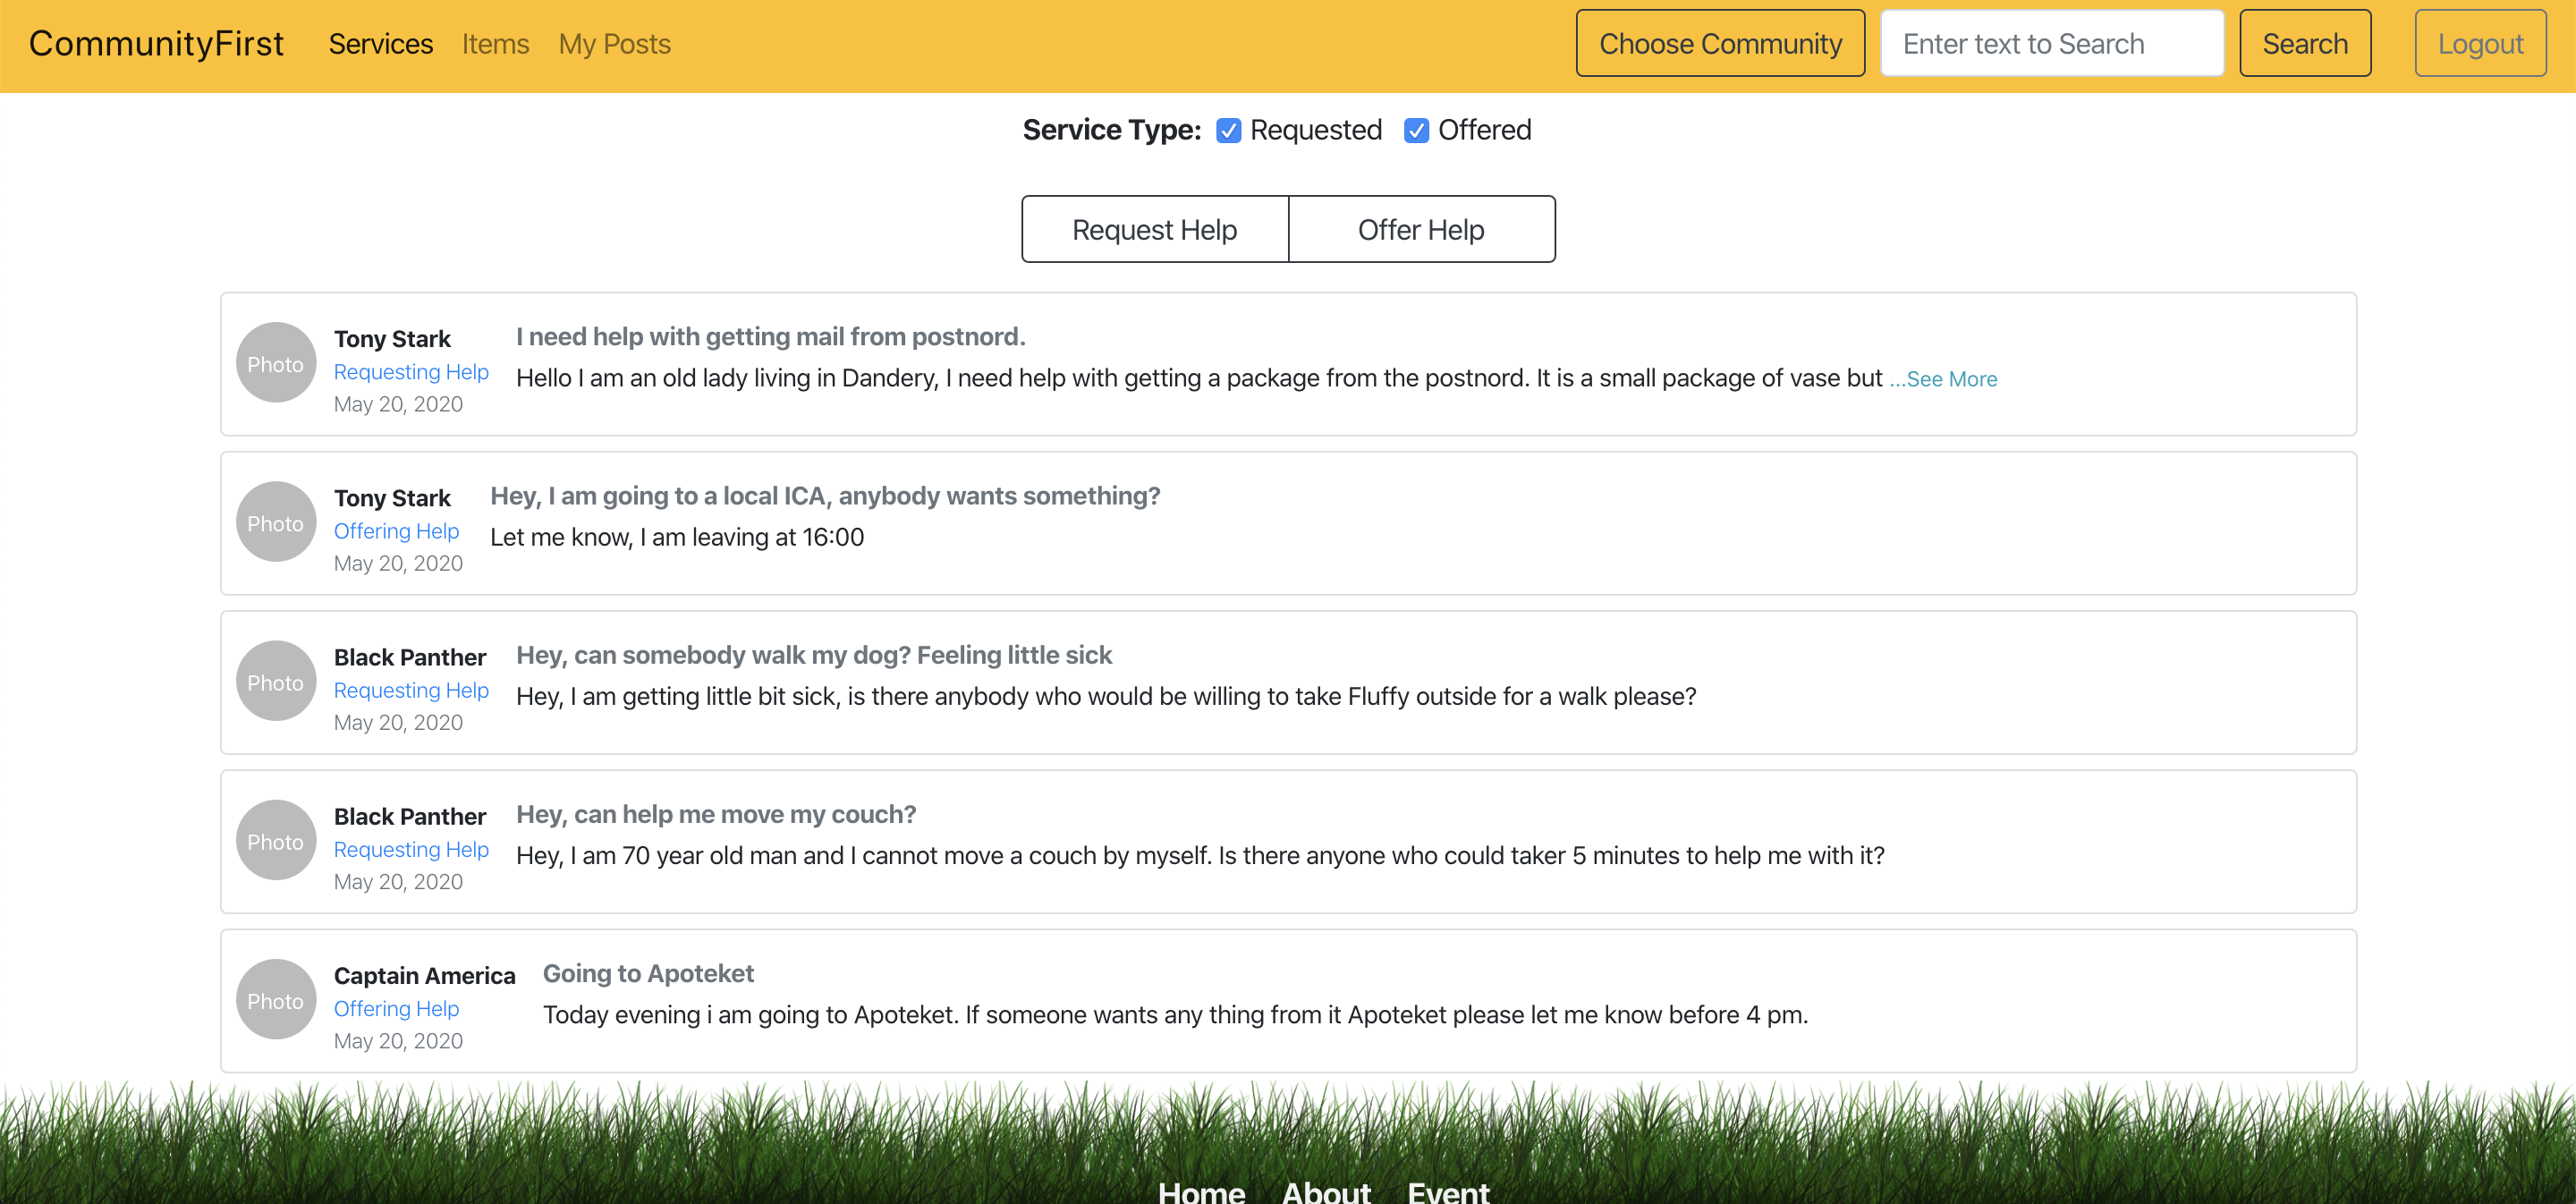 CommunityFirst Services Items My Posts Choose Community Enter text to Search Search Logout
Service Type: Requested Offered
Request Help Offer Help
Photo
Tony Stark
Requesting Help
May 20, 2020
I need help with getting mail from postnord.
Hello I am an old lady living in Dandery, I need help with getting a package from the postnord. It is a small package of vase but ...See More
Photo
Tony Stark
Offering Help
May 20, 2020
Hey, I am going to a local ICA, anybody wants something?
Let me know, I am leaving at 16:00
Photo
Black Panther
Requesting Help
May 20, 2020
Hey, can somebody walk my dog? Feeling little sick
Hey, I am getting little bit sick, is there anybody who would be willing to take Fluffy outside for a walk please?
Photo
Black Panther
Requesting Help
May 20, 2020
Hey, can help me move my couch?
Hey, I am 70 year old man and I cannot move a couch by myself. Is there anyone who could taker 5 minutes to help me with it?
Photo
Captain America
Offering Help
May 20, 2020
Going to Apoteket
Today evening i am going to Apoteket. If someone wants any thing from it Apoteket please let me know before 4 pm.
Home About Event